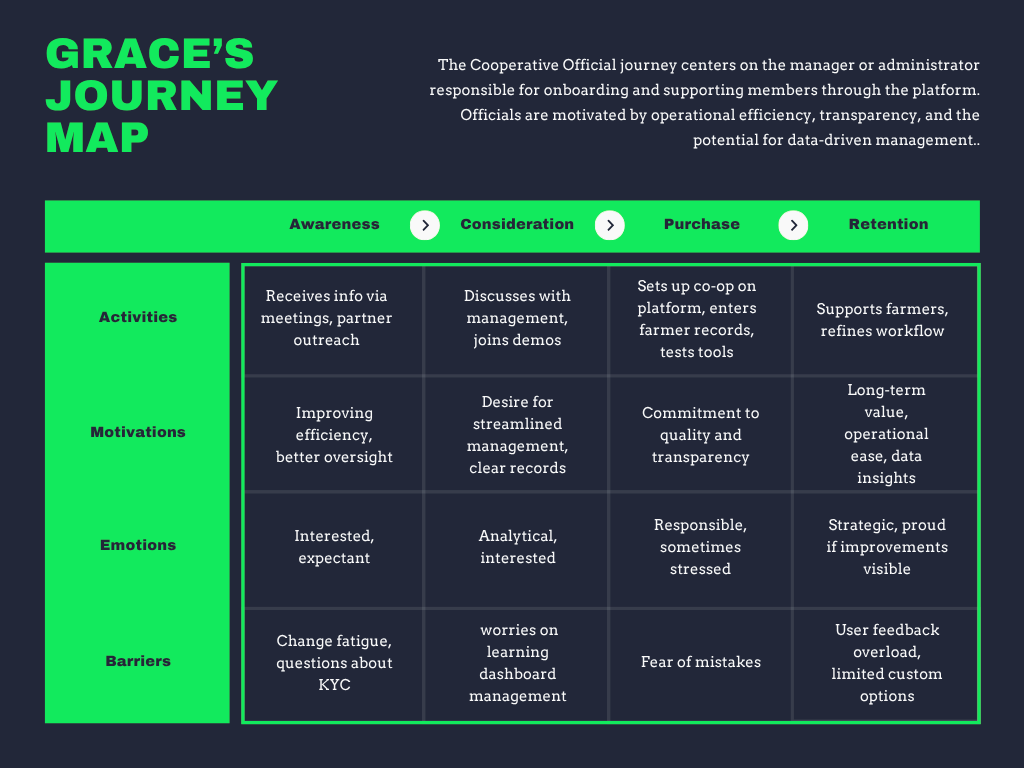 GRACE’S
JOURNEY
MAP
The Cooperative Official journey centers on the manager or administrator
responsible for onboarding and supporting members through the platform.
Officials are motivated by operational efficiency, transparency, and the
potential for data-driven management..
Awareness
Consideration
Purchase
Retention
Activities
Receives info via
meetings, partner
outreach
Discusses with
management,
joins demos
Sets up co-op on
platform, enters
farmer records,
tests tools
Supports farmers,
refines workflow
Motivations
Improving
efficiency,
better oversight
Desire for
streamlined
management,
clear records
Commitment to
quality and
transparency
Long-term
value,
operational
ease, data
insights
Emotions
Interested,
expectant
Analytical,
interested
Responsible,
sometimes
stressed
Strategic, proud
if improvements
visible
Barriers
Change fatigue,
questions about
KYC
worries on
learning
dashboard
management
Fear of mistakes
User feedback
overload,
limited custom
options